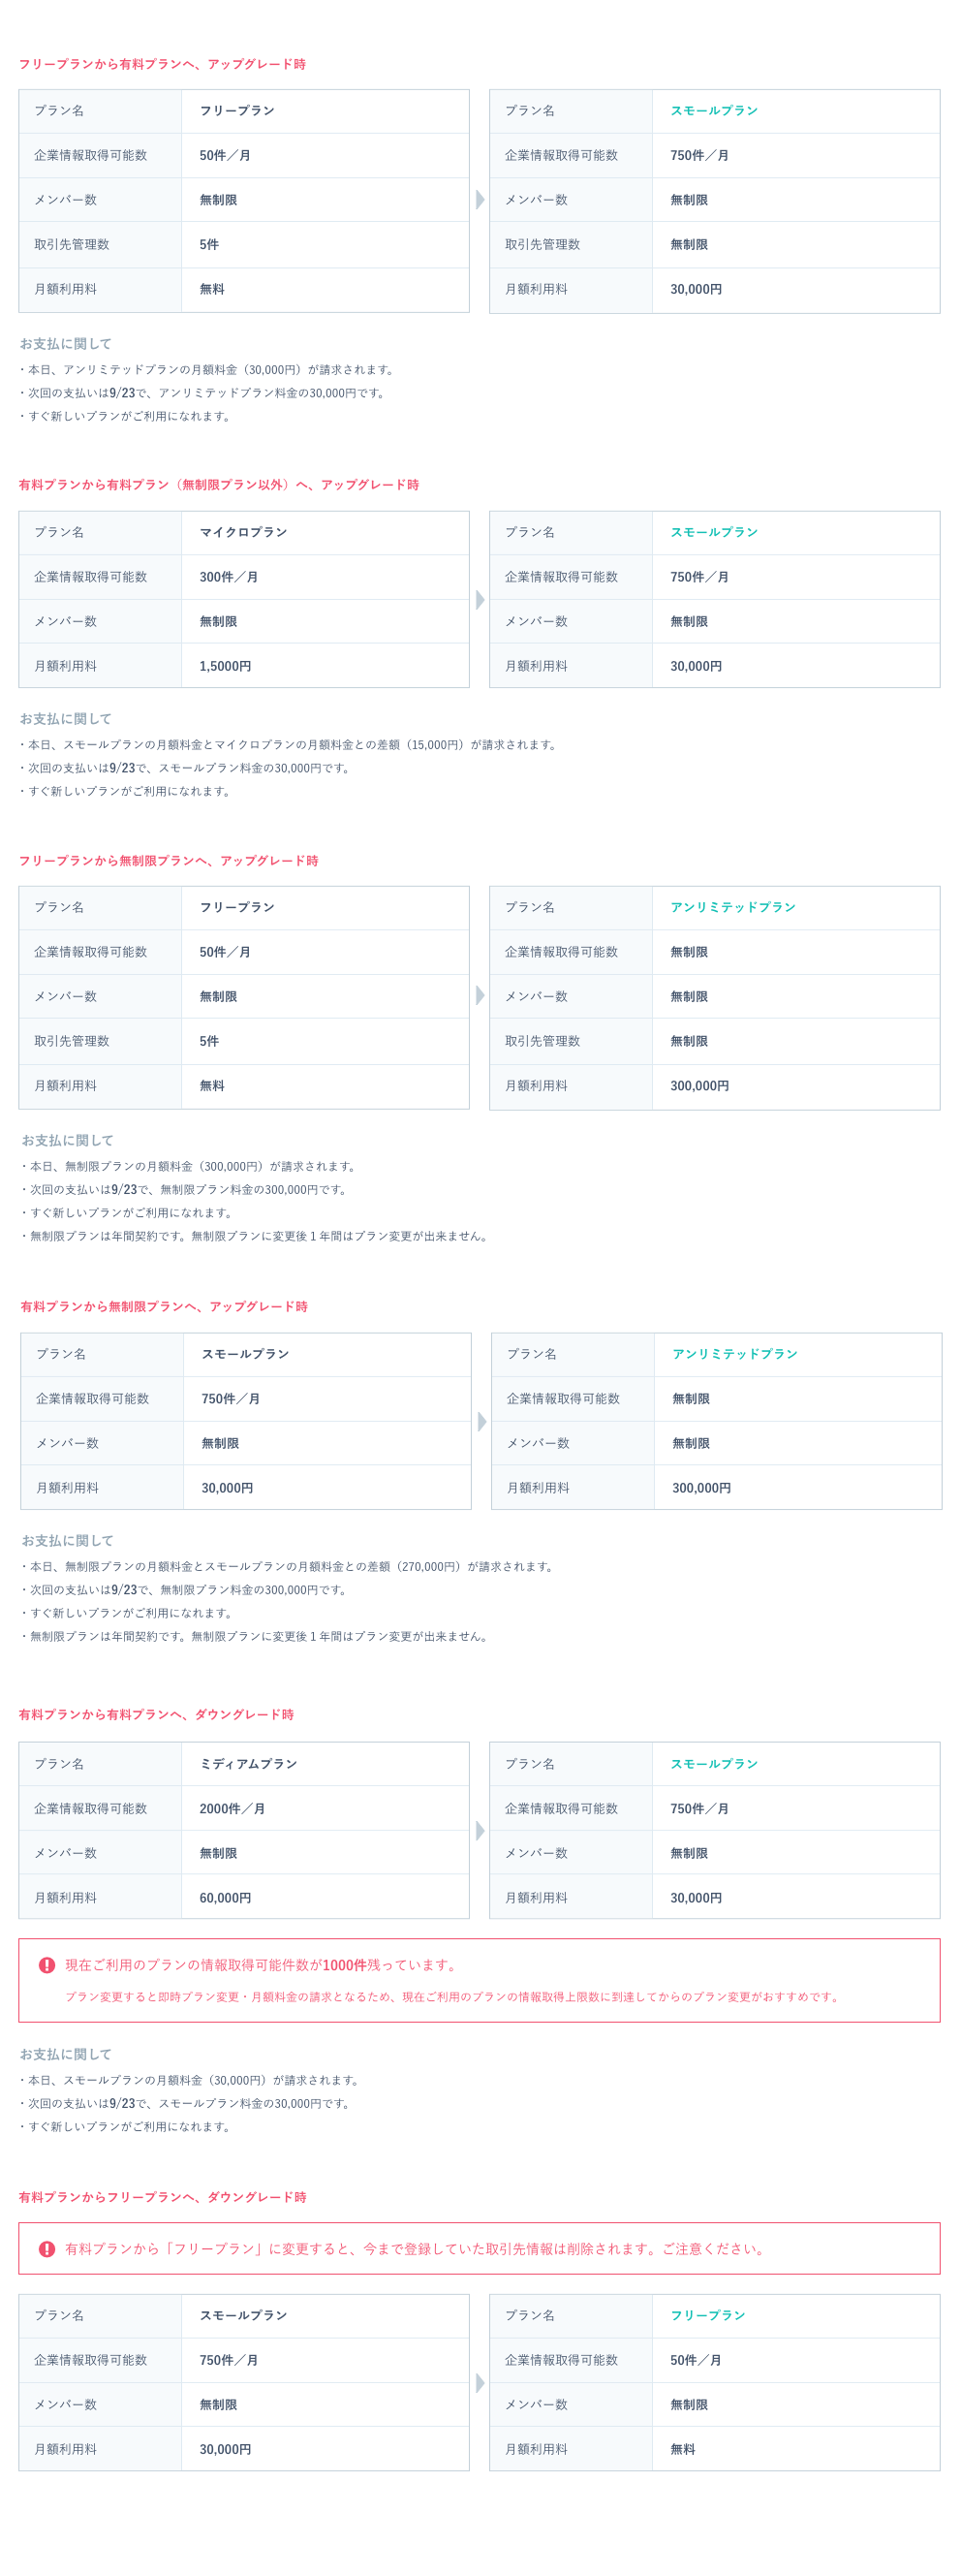 フリープランから有料プランへ、アップグレード時
プラン名 フリープラン
企業情報取得可能数 50件／月
メンバー数 無制限
取引先管理数 5件
月額利用料 無料
プラン名 スモールプラン
企業情報取得可能数 750件／月
メンバー数 無制限
取引先管理数 無制限
月額利用料 30,000円
お支払に関して
・本日、アンリミテッドプランの月額料金（30,000円）が請求されます。
・次回の支払いは9/23で、アンリミテッドプラン料金の30,000円です。
・すぐ新しいプランがご利用になれます。
有料プランから有料プラン（無制限プラン以外）へ、アップグレード時
プラン名 マイクロプラン
企業情報取得可能数 300件／月
メンバー数 無制限
月額利用料 1,5000円
プラン名 スモールプラン
企業情報取得可能数 750件／月
メンバー数 無制限
月額利用料 30,000円
お支払に関して
・本日、スモールプランの月額料金とマイクロプランの月額料金との差額（15,000円）が請求されます。
・次回の支払いは9/23で、スモールプラン料金の30,000円です。
・すぐ新しいプランがご利用になれます。
フリープランから無制限プランへ、アップグレード時
プラン名 フリープラン
企業情報取得可能数 50件／月
メンバー数 無制限
取引先管理数 5件
月額利用料 無料
プラン名 アンリミテッドプラン
企業情報取得可能数 無制限
メンバー数 無制限
取引先管理数 無制限
月額利用料 300,000円
お支払に関して
・本日、無制限プランの月額料金（300,000円）が請求されます。
・次回の支払いは9/23で、無制限プラン料金の300,000円です。
・すぐ新しいプランがご利用になれます。
・無制限プランは年間契約です。無制限プランに変更後１年間はプラン変更が出来ません。
有料プランから無制限プランへ、アップグレード時
プラン名 スモールプラン
企業情報取得可能数 750件／月
メンバー数 無制限
月額利用料 30,000円
プラン名 アンリミテッドプラン
企業情報取得可能数 無制限
メンバー数 無制限
月額利用料 300,000円
お支払に関して
・本日、無制限プランの月額料金とスモールプランの月額料金との差額（270,000円）が請求されます。
・次回の支払いは9/23で、無制限プラン料金の300,000円です。
・すぐ新しいプランがご利用になれます。
・無制限プランは年間契約です。無制限プランに変更後１年間はプラン変更が出来ません。
有料プランから有料プランへ、ダウングレード時
プラン名 ミディアムプラン
企業情報取得可能数 2000件／月
メンバー数 無制限
月額利用料 60,000円
プラン名 スモールプラン
企業情報取得可能数 750件／月
メンバー数 無制限
月額利用料 30,000円
現在ご利用のプランの情報取得可能件数が1000件残っています。
プラン変更すると即時プラン変更・月額料金の請求となるため、現在ご利用のプランの情報取得上限数に到達してからのプラン変更がおすすめです。
お支払に関して
・本日、スモールプランの月額料金（30,000円）が請求されます。
・次回の支払いは9/23で、スモールプラン料金の30,000円です。
・すぐ新しいプランがご利用になれます。
有料プランからフリープランへ、ダウングレード時
有料プランから「フリープラン」に変更すると、今まで登録していた取引先情報は削除されます。ご注意ください。
プラン名 スモールプラン
企業情報取得可能数 750件／月
メンバー数 無制限
月額利用料 30,000円
プラン名 フリープラン
企業情報取得可能数 50件／月
メンバー数 無制限
月額利用料 無料